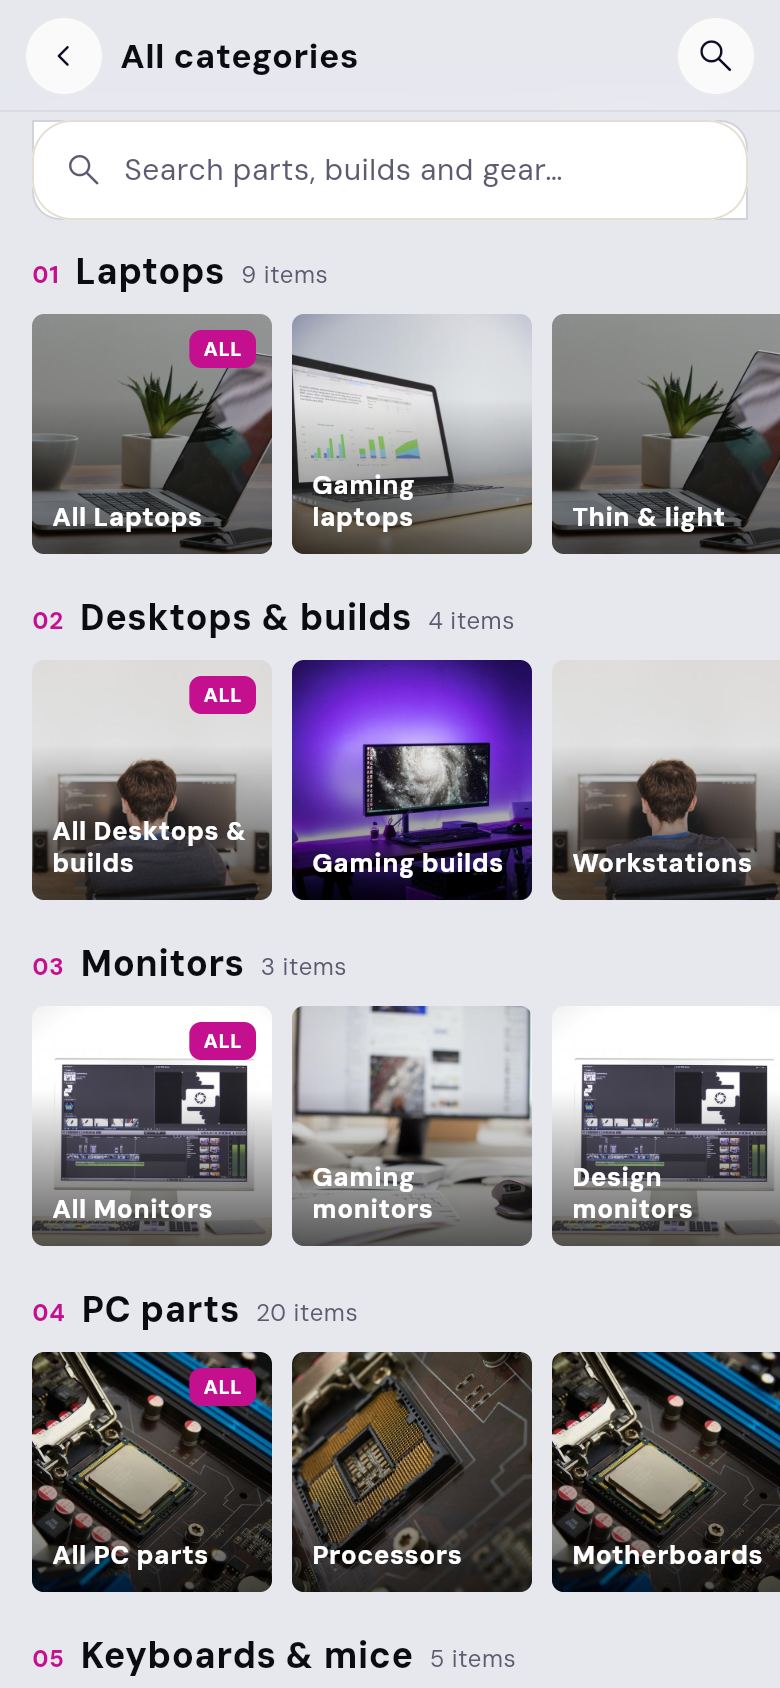 All categories
Search parts, builds and gear...
01 Laptops 9 items
ALL
All Laptops
Gaming
laptops
Thin & light
02 Desktops & builds 4 items
ALL
All Desktops &
builds
Gaming builds
Workstations
03 Monitors 3 items
ALL
All Monitors
Gaming
monitors
Design
monitors
04 PC parts 20 items
ALL
All PC parts
Processors
Motherboards
05 Keyboards & mice 5 items